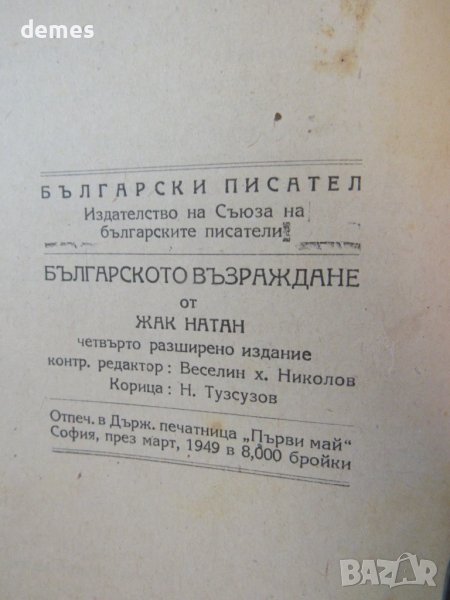 demes
БЪЛГАРСКИ ПИСАТЕЛ
Издателство на Съюза на
българските писатели
БЪЛГАРСКОТО ВЪЗРАЖДАНЕ
от
ЖАК НАТАН
четвърто разширено издание
контр. редактор: Веселин х. Николов
Корица: Н. Тузсузов
Отпеч. в Държ. печатница „Първи май“
София, през март, 1949 в 8,000 бройки
BAZAR